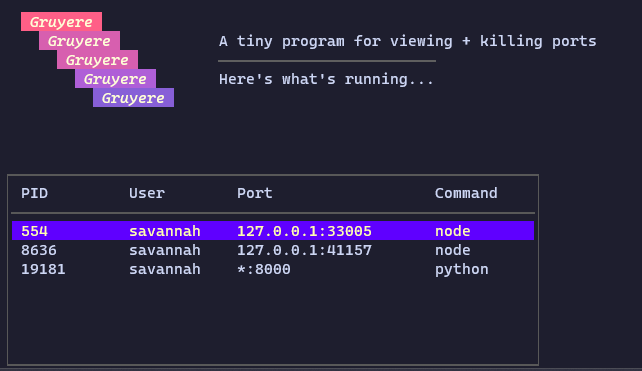 Gruyere
Gruyere
Gruyere
Gruyere
Gruyere
A tiny program for viewing + killing ports
Here's what's running...
PID User Port Command
554 savannah 127.0.0.1:33005 node
8636 savannah 127.0.0.1:41157 node
19181 savannah *:8000 python